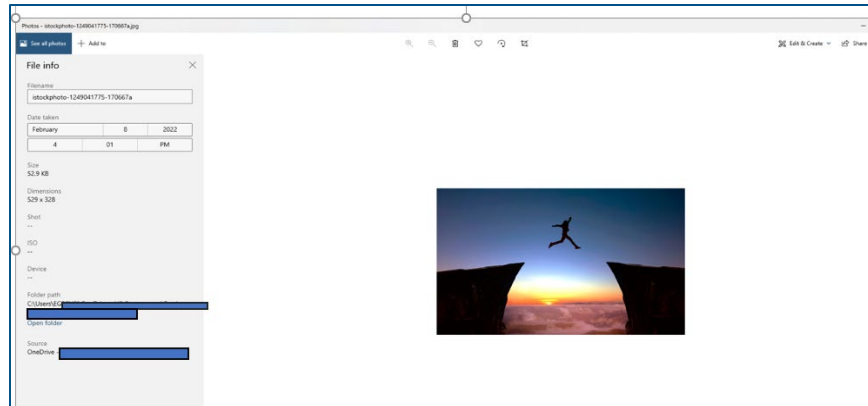 Photos - istockphoto-1249041775-170667a.jpg
See all photos + Add to
Edit & Create Share
File info
Filename
istockphoto-1249041775-170667a
Date taken
February 8 2022
4 01 PM
Size
52.9 KB
Dimensions
529 x 328
Shot
--
ISO
--
Device
--
Folder path
Open folder
Source
OneDrive -